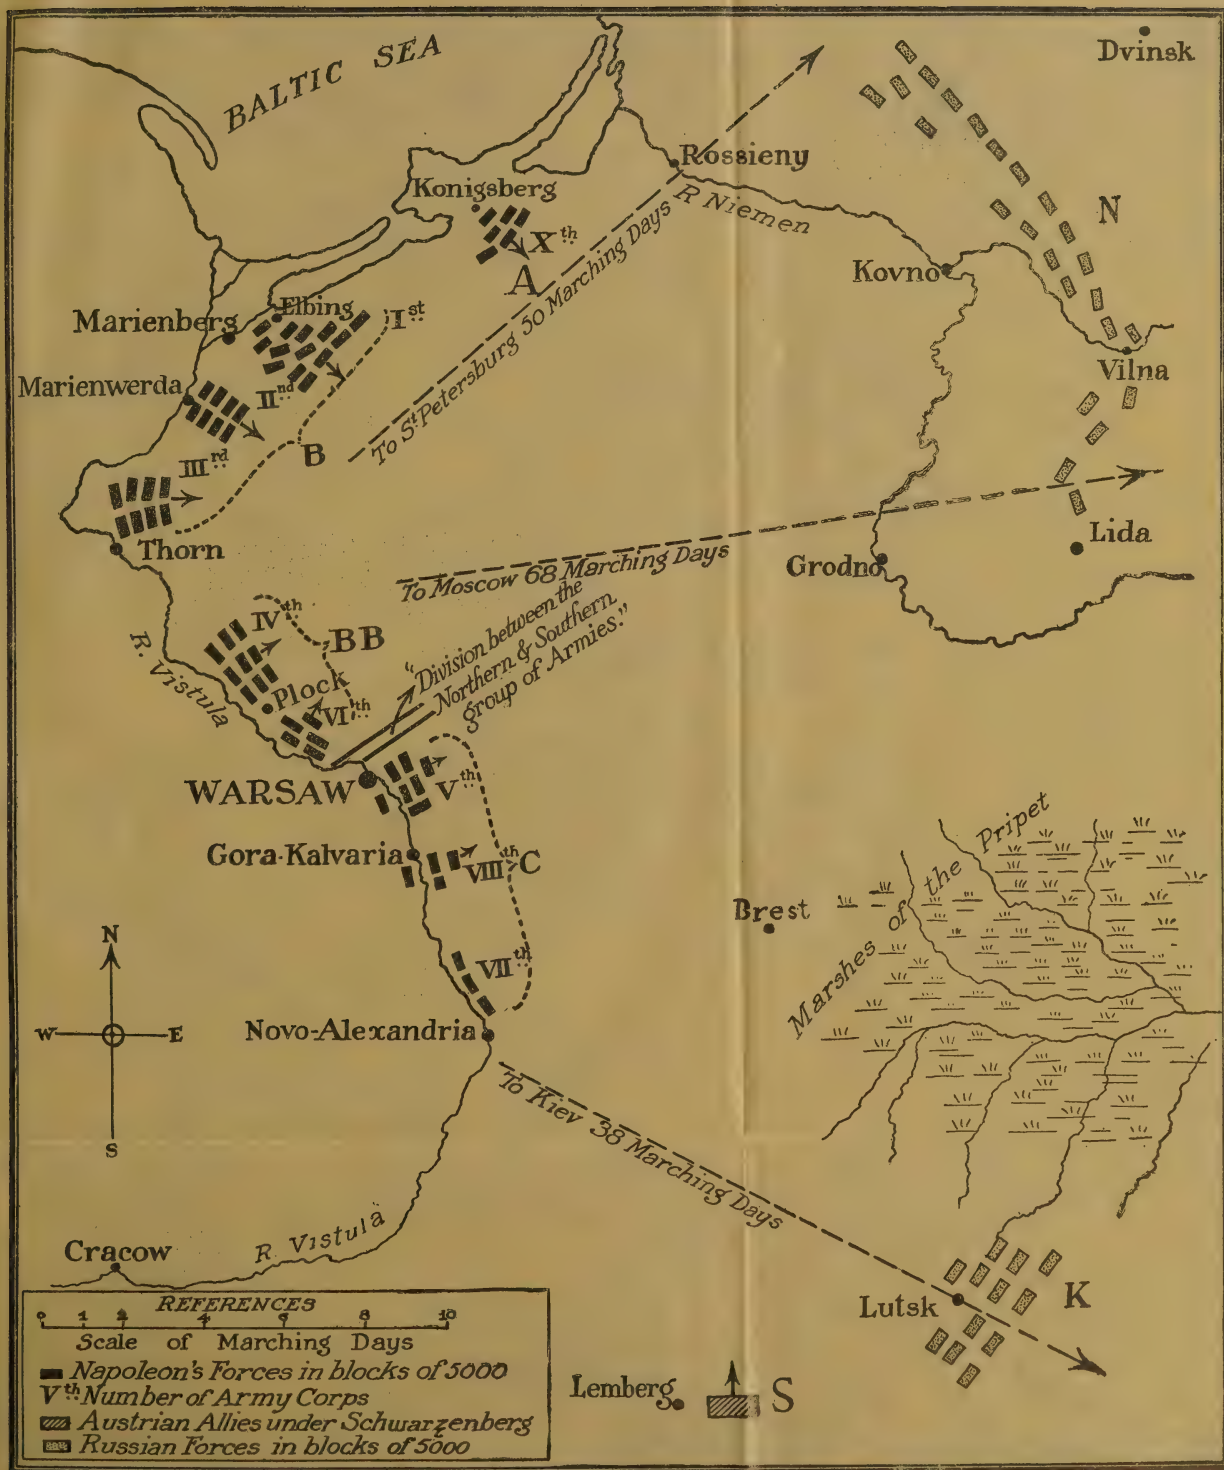 BALTIC SEA
Dvinsk
Rossieny
Konigsberg
R Niemen
N
Xth
A
Kovno
Elbing
Ist
Marienberg
To St. Petersburg 50 Marching Days
Vilna
Marienwerda
IInd
B
IIIrd
Thorn
Lida
Grodno
To Moscow 68 Marching Days
IVth
BB
"Division between the
Northern & Southern
group of Armies."
R. Vistula
Plock
VIth
WARSAW
Vth
Gora-Kalvaria
VIIIth
C
Marshes of the Pripet
Brest
N
VIIth
W
E
Novo-Alexandria
S
To Kiev 38 Marching Days
R. Vistula
Cracow
Lutsk
K
Lemberg
S
REFERENCES
0 1 2 4 6 8 10
Scale of Marching Days
Napoleon's Forces in blocks of 5000
Vth Number of Army Corps
Austrian Allies under Schwarzenberg
Russian Forces in blocks of 5000